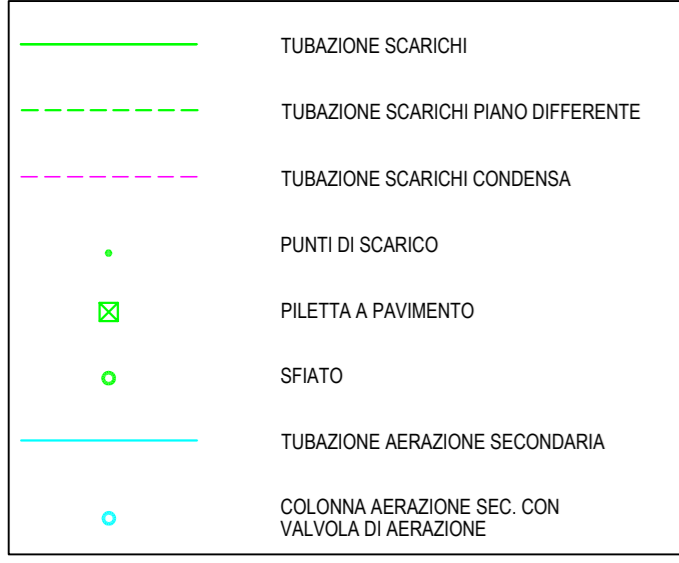 TUBAZIONE SCARICHI
TUBAZIONE SCARICHI PIANO DIFFERENTE
TUBAZIONE SCARICHI CONDENSA
PUNTI DI SCARICO
PILETTA A PAVIMENTO
SFIATO
TUBAZIONE AERAZIONE SECONDARIA
COLONNA AERAZIONE SEC. CON
VALVOLA DI AERAZIONE